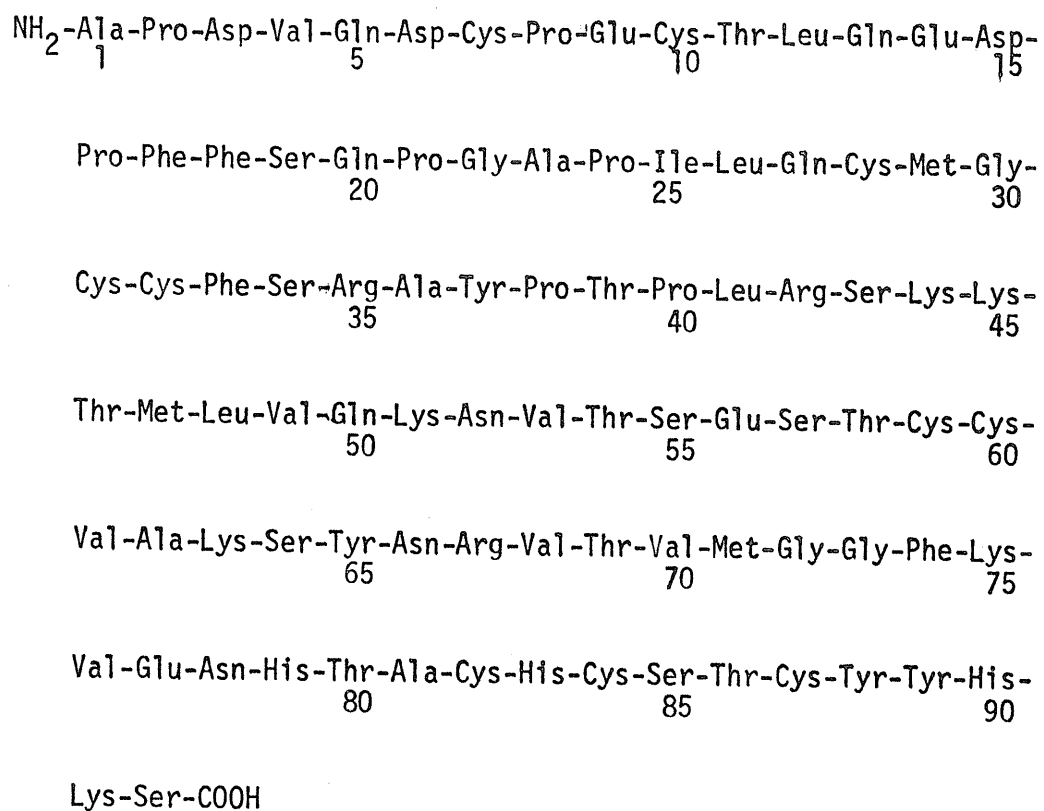 NH2-Ala-Pro-Asp-Val-Gln-Asp-Cys-Pro-Glu-Cys-Thr-Leu-Gln-Glu-Asp-
1 5 10 15
Pro-Phe-Phe-Ser-Gln-Pro-Gly-Ala-Pro-Ile-Leu-Gln-Cys-Met-Gly-
20 25 30
Cys-Cys-Phe-Ser-Arg-Ala-Tyr-Pro-Thr-Pro-Leu-Arg-Ser-Lys-Lys-
35 40 45
Thr-Met-Leu-Val-Gln-Lys-Asn-Val-Thr-Ser-Glu-Ser-Thr-Cys-Cys-
50 55 60
Val-Ala-Lys-Ser-Tyr-Asn-Arg-Val-Thr-Val-Met-Gly-Gly-Phe-Lys-
65 70 75
Val-Glu-Asn-His-Thr-Ala-Cys-His-Cys-Ser-Thr-Cys-Tyr-Tyr-His-
80 85 90
Lys-Ser-COOH